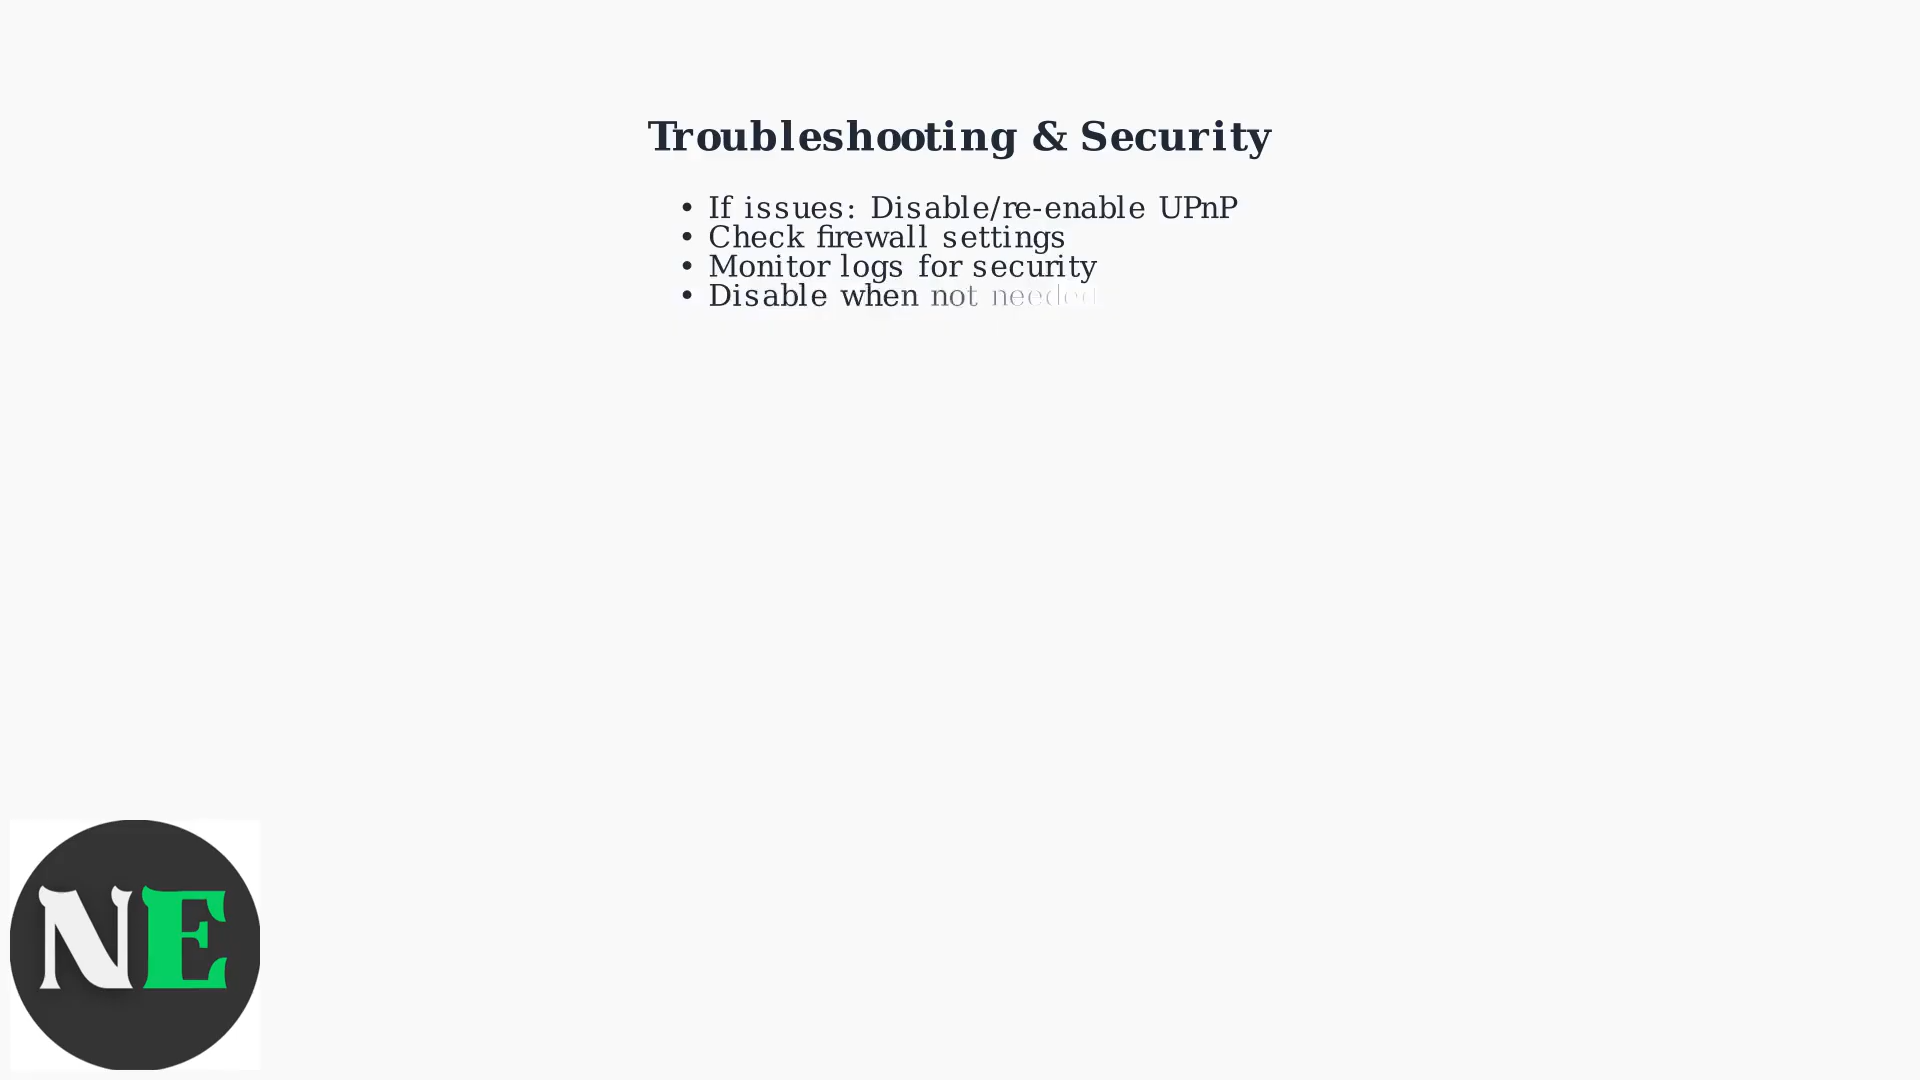 Troubleshooting & Security
• If issues: Disable/re-enable UPnP
• Check firewall settings
• Monitor logs for security
• Disable when not needed
NE